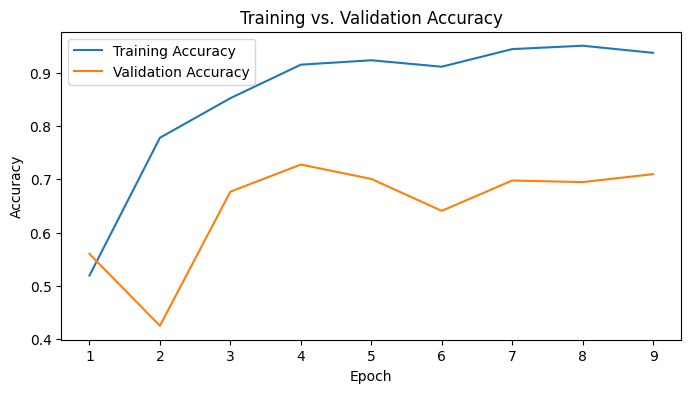 Training vs. Validation Accuracy
Training Accuracy
Validation Accuracy
0.9
0.8
0.7
0.6
0.5
0.4
Accuracy
1 2 3 4 5 6 7 8 9
Epoch